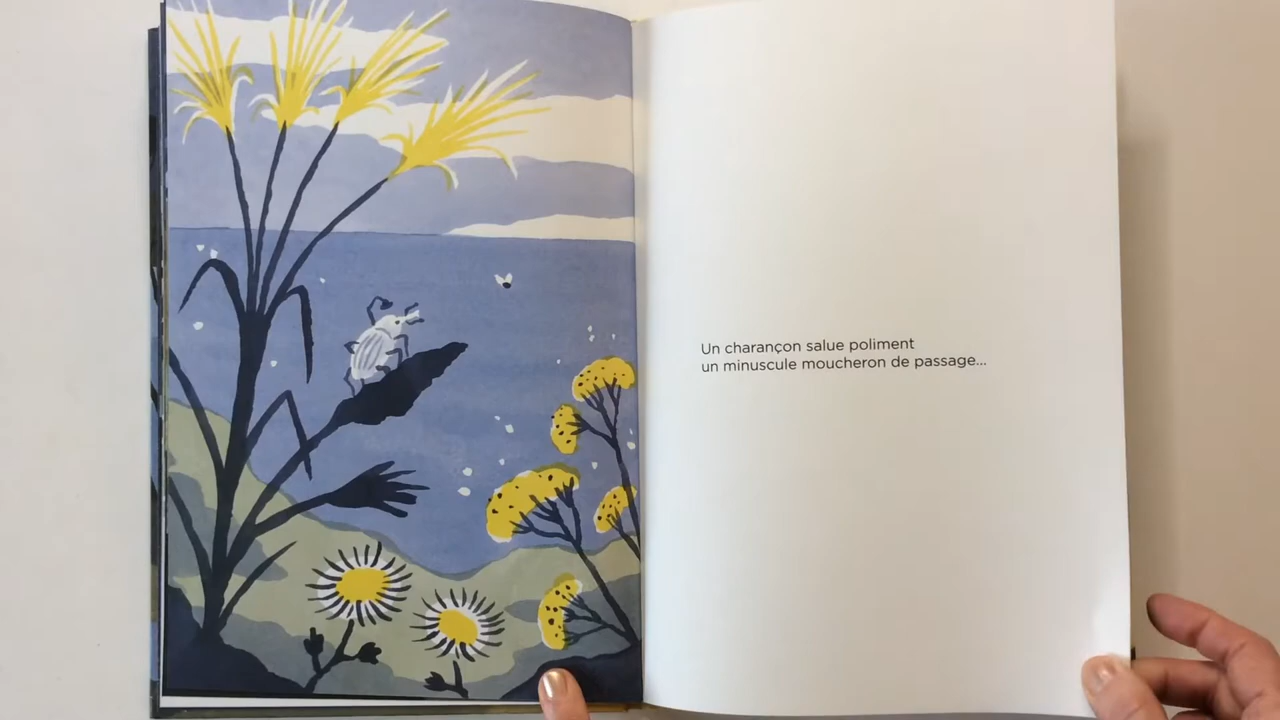 Un charançon salue poliment
un minuscule moucheron de passage...